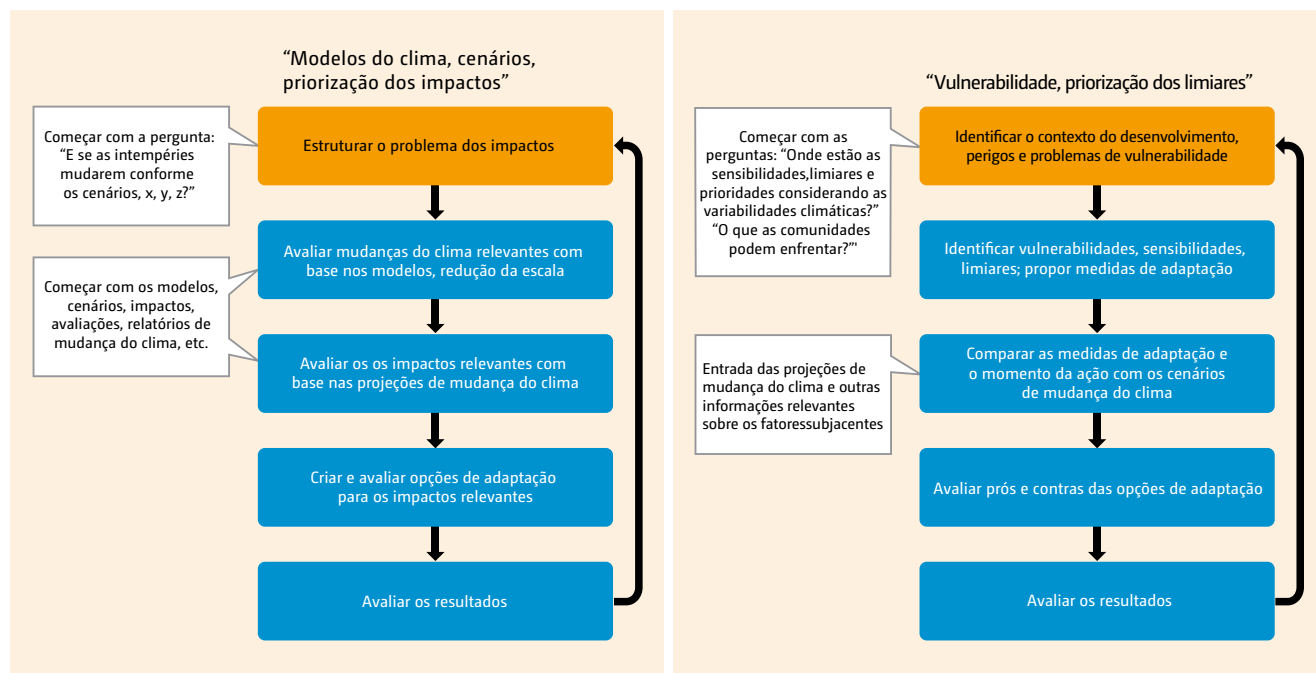 “Modelos do clima, cenários,
priorização dos impactos”
Começar com a pergunta:
“E se as intempéries
mudarem conforme
os cenários, x, y, z?”
Estruturar o problema dos impactos
Avaliar mudanças do clima relevantes com
base nos modelos, redução da escala
Começar com os modelos,
cenários, impactos,
avaliações, relatórios de
mudança do clima, etc.
Avaliar os os impactos relevantes com
base nas projeções de mudança do clima
Criar e avaliar opções de adaptação
para os impactos relevantes
Avaliar os resultados
“Vulnerabilidade, priorização dos limiares”
Começar com as
perguntas: “Onde estão as
sensibilidades,limiares e
prioridades considerando as
variabilidades climáticas?”
“O que as comunidades
podem enfrentar?”'
Identificar o contexto do desenvolvimento,
perigos e problemas de vulnerabilidade
Identificar vulnerabilidades, sensibilidades,
limiares; propor medidas de adaptação
Entrada das projeções de
mudança do clima e outras
informações relevantes
sobre os fatoressubjacentes
Comparar as medidas de adaptação e
o momento da ação com os cenários
de mudança do clima
Avaliar prós e contras das opções de adaptação
Avaliar os resultados